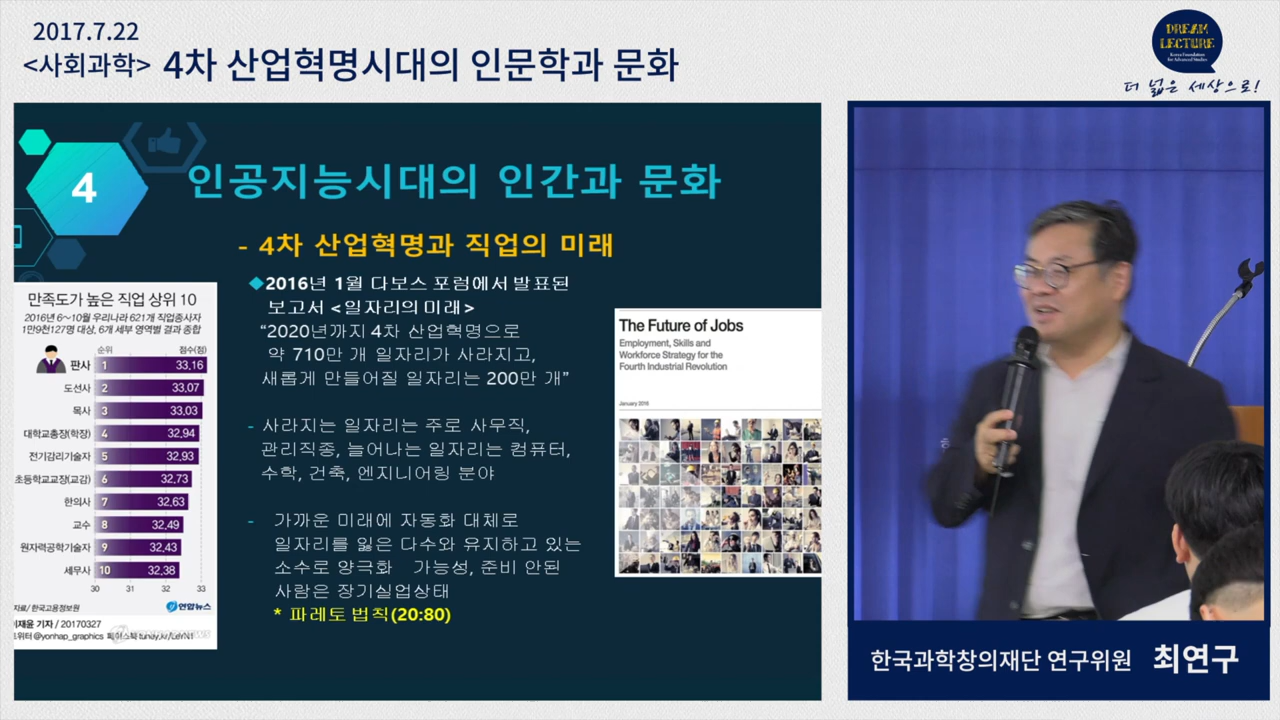 2017.7.22
<사회과학> 4차 산업혁명시대의 인문학과 문화
DREAM
LECTURE
Korea Foundation
for Advanced Studies
더 넓은 세상으로!
4
인공지능시대의 인간과 문화
- 4차 산업혁명과 직업의 미래
◆2016년 1월 다보스 포럼에서 발표된
보고서 <일자리의 미래>
“2020년까지 4차 산업혁명으로
약 710만 개 일자리가 사라지고,
새롭게 만들어질 일자리는 200만 개”
- 사라지는 일자리는 주로 사무직,
관리직종, 늘어나는 일자리는 컴퓨터,
수학, 건축, 엔지니어링 분야
- 가까운 미래에 자동화 대체로
일자리를 잃은 다수와 유지하고 있는
소수로 양극화 가능성, 준비 안된
사람은 장기실업상태
* 파레토 법칙(20:80)
만족도가 높은 직업 상위 10
2016년 6~10월 우리나라 621개 직업종사자
1만9천127명 대상, 6개 세부 영역별 결과 종합
순위 점수(점)
판사 1 33.16
도선사 2 33.07
목사 3 33.03
대학교총장(학장) 4 32.94
전기감리기술자 5 32.93
초등학교교장(교감) 6 32.73
한의사 7 32.63
교수 8 32.49
원자력공학기술자 9 32.43
세무사 10 32.38
30 31 32 33
자료/ 한국고용정보원
연합뉴스
재윤 기자 / 20170327
위터 @yonhap_graphics 페이스북
The Future of Jobs
Employment, Skills and
Workforce Strategy for the
Fourth Industrial Revolution
January 2016
한국과학창의재단 연구위원 최연구